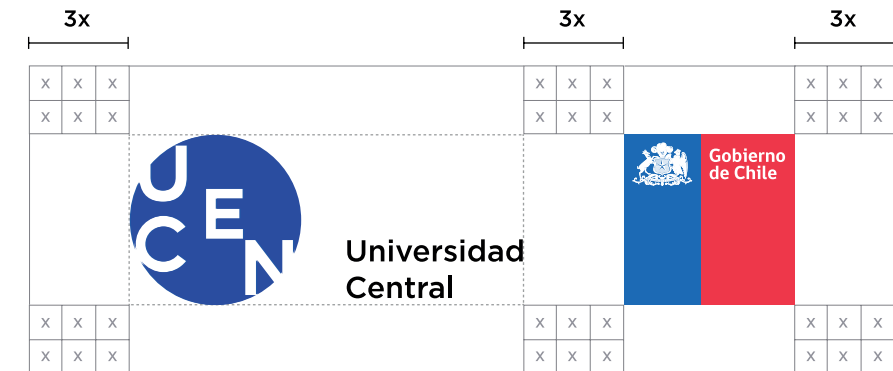 3x 3x 3x
x x x x x x x x x
x x x x x x x x x
U
C E N
Gobierno
de Chile
Universidad
Central
x x x x x x x x x
x x x x x x x x x